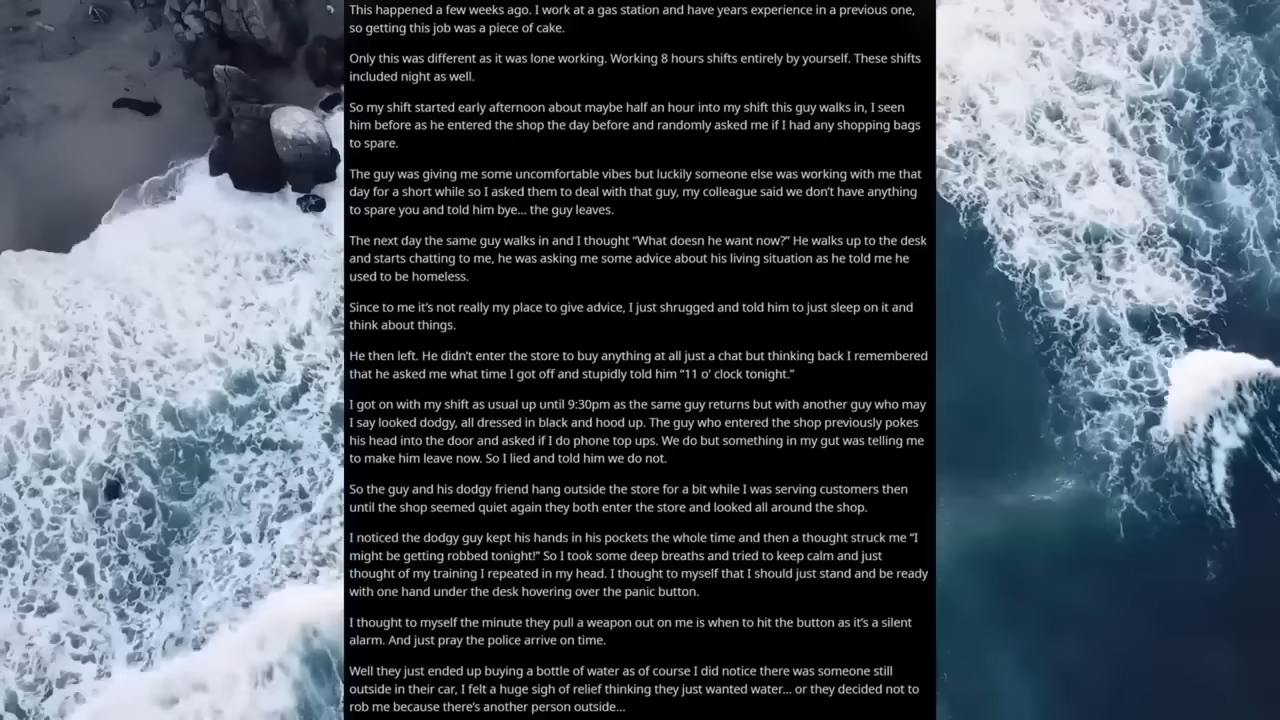 This happened a few weeks ago. I work at a gas station and have years experience in a previous one,
so getting this job was a piece of cake.
Only this was different as it was lone working. Working 8 hours shifts entirely by yourself. These shifts
included night as well.
So my shift started early afternoon about maybe half an hour into my shift this guy walks in, I seen
him before as he entered the shop the day before and randomly asked me if I had any shopping bags
to spare.
The guy was giving me some uncomfortable vibes but luckily someone else was working with me that
day for a short while so I asked them to deal with that guy, my colleague said we don’t have anything
to spare you and told him bye... the guy leaves.
The next day the same guy walks in and I thought “What doesn he want now?” He walks up to the desk
and starts chatting to me, he was asking me some advice about his living situation as he told me he
used to be homeless.
Since to me it’s not really my place to give advice, I just shrugged and told him to just sleep on it and
think about things.
He then left. He didn’t enter the store to buy anything at all just a chat but thinking back I remembered
that he asked me what time I got off and stupidly told him “11 o' clock tonight.”
I got on with my shift as usual up until 9:30pm as the same guy returns but with another guy who may
I say looked dodgy, all dressed in black and hood up. The guy who entered the shop previously pokes
his head into the door and asked if I do phone top ups. We do but something in my gut was telling me
to make him leave now. So I lied and told him we do not.
So the guy and his dodgy friend hang outside the store for a bit while I was serving customers then
until the shop seemed quiet again they both enter the store and looked all around the shop.
I noticed the dodgy guy kept his hands in his pockets the whole time and then a thought struck me “I
might be getting robbed tonight!” So I took some deep breaths and tried to keep calm and just
thought of my training I repeated in my head. I thought to myself that I should just stand and be ready
with one hand under the desk hovering over the panic button.
I thought to myself the minute they pull a weapon out on me is when to hit the button as it’s a silent
alarm. And just pray the police arrive on time.
Well they just ended up buying a bottle of water as of course I did notice there was someone still
outside in their car, I felt a huge sigh of relief thinking they just wanted water... or they decided not to
rob me because there’s another person outside...